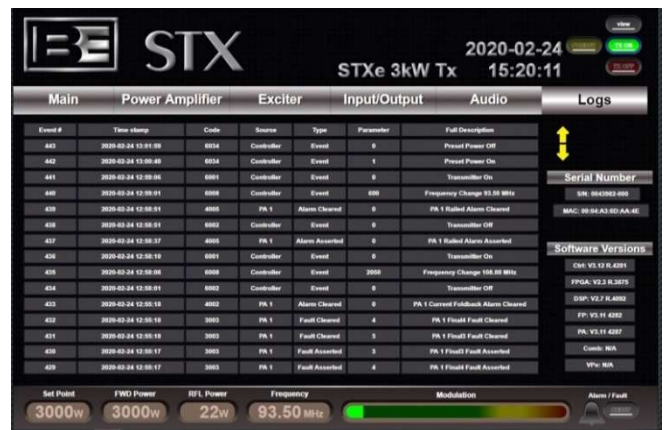 BE STX
view
2020-02-24
TX ON
STXe 3kW Tx 15:20:11
TX OFF
Main Power Amplifier Exciter Input/Output Audio Logs
Event # Time stamp Code Source Type Parameter Full Description
443 2020-02-24 13:01:59 6034 Controller Event 0 Preset Power Off
442 2020-02-24 13:00:40 6034 Controller Event 1 Preset Power On
441 2020-02-24 12:59:06 6001 Controller Event 0 Transmitter On
440 2020-02-24 12:59:01 6008 Controller Event 600 Frequency Change 93.50 MHz
439 2020-02-24 12:58:51 4005 PA 1 Alarm Cleared 0 PA 1 Railed Alarm Cleared
438 2020-02-24 12:58:51 6002 Controller Event 0 Transmitter Off
437 2020-02-24 12:58:37 4005 PA 1 Alarm Asserted 0 PA 1 Railed Alarm Asserted
436 2020-02-24 12:58:10 6001 Controller Event 0 Transmitter On
435 2020-02-24 12:58:08 6008 Controller Event 2050 Frequency Change 108.00 MHz
434 2020-02-24 12:58:01 6002 Controller Event 0 Transmitter Off
433 2020-02-24 12:55:18 4002 PA 1 Alarm Cleared 0 PA 1 Current Foldback Alarm Cleared
432 2020-02-24 12:55:18 3003 PA 1 Fault Cleared 4 PA 1 Final4 Fault Cleared
431 2020-02-24 12:55:18 3003 PA 1 Fault Cleared 3 PA 1 Final3 Fault Cleared
430 2020-02-24 12:55:17 3003 PA 1 Fault Asserted 3 PA 1 Final3 Fault Asserted
429 2020-02-24 12:55:17 3003 PA 1 Fault Asserted 4 PA 1 Final4 Fault Asserted
Serial Number
S/N: 0043902-000
MAC: 00:04:A3:6D:AA:4E
Software Versions
Ctrl: V3.12 R.4201
FPGA: V2.3 R.3875
DSP: V2.7 R.4092
FP: V3.11 4202
PA: V3.11 4207
Comb: N/A
VPe: N/A
Set Point FWD Power RFL Power Frequency Modulation Alarm / Fault
3000W 3000W 22W 93.50 MHz